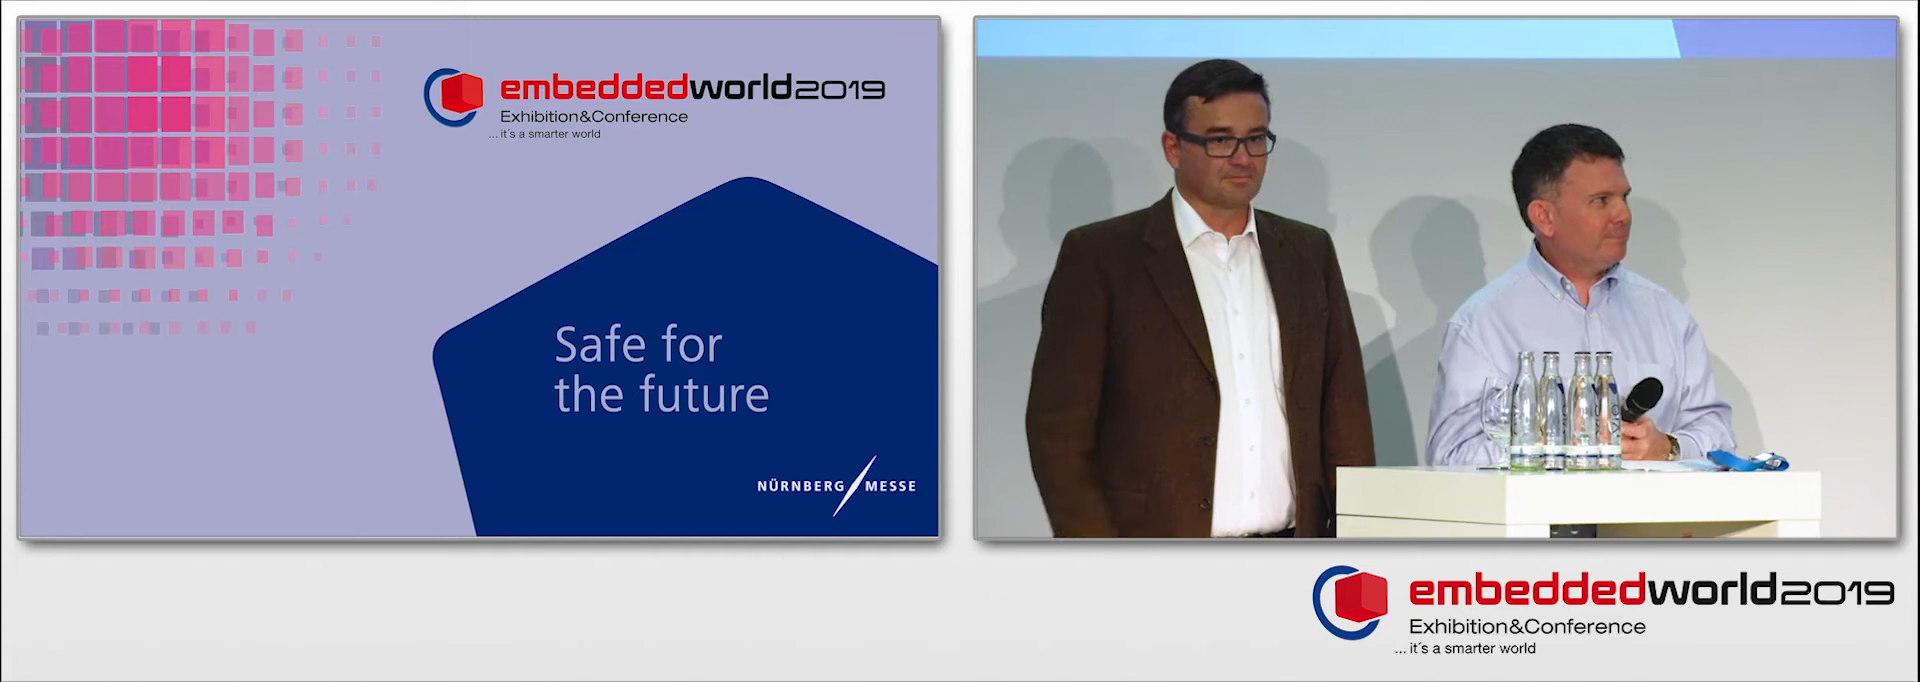 embeddedworld2019
Exhibition&Conference
... it´s a smarter world
Safe for
the future
NÜRNBERG MESSE
embeddedworld2019
Exhibition&Conference
... it´s a smarter world